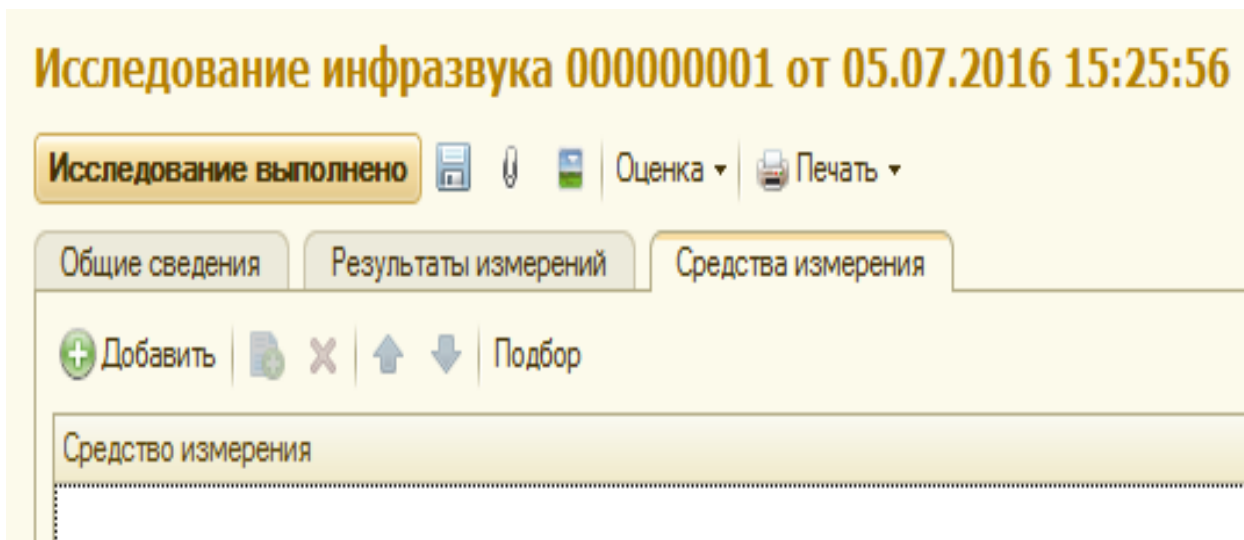 Исследование инфразвука 000000001 от 05.07.2016 15:25:56
Исследование выполнено Оценка Печать
Общие сведения Результаты измерений Средства измерения
Добавить Подбор
Средство измерения